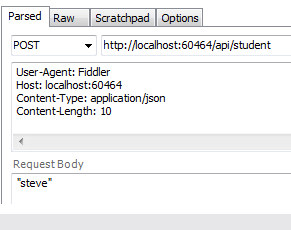 Parsed Raw Scratchpad Options
POST http://localhost:60464/api/student
User-Agent: Fiddler
Host: localhost:60464
Content-Type: application/json
Content-Length: 10
Request Body
"steve"